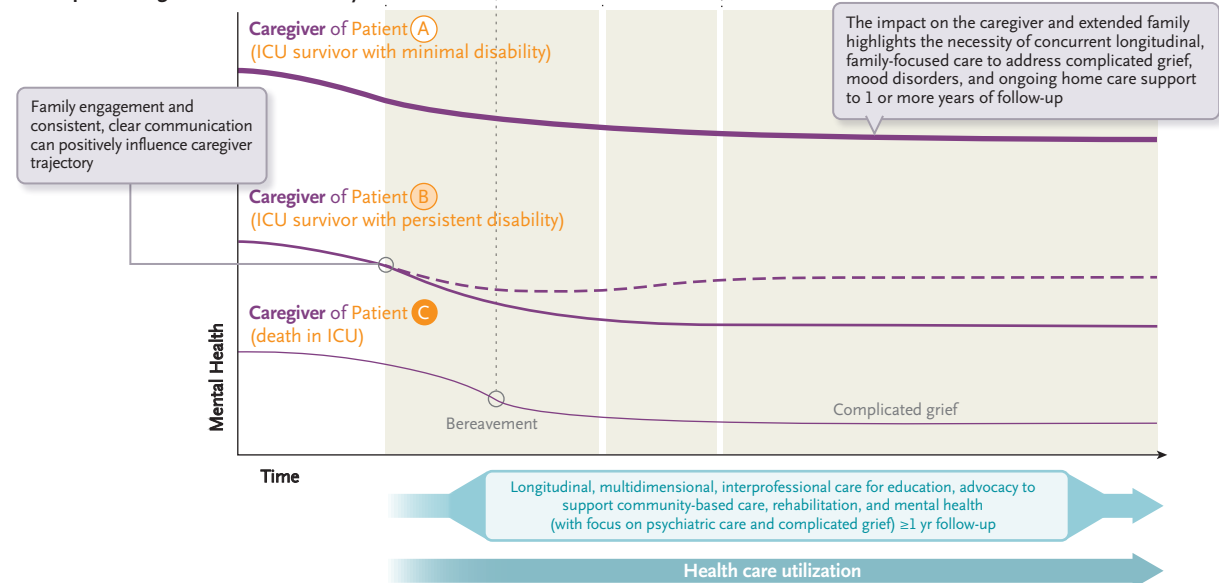 Caregiver of Patient A
(ICU survivor with minimal disability)
The impact on the caregiver and extended family
highlights the necessity of concurrent longitudinal,
family-focused care to address complicated grief,
mood disorders, and ongoing home care support
to 1 or more years of follow-up
Family engagement and
consistent, clear communication
can positively influence caregiver
trajectory
Caregiver of Patient B
(ICU survivor with persistent disability)
Caregiver of Patient C
(death in ICU)
Mental Health
Bereavement
Complicated grief
Time
Longitudinal, multidimensional, interprofessional care for education, advocacy to
support community-based care, rehabilitation, and mental health
(with focus on psychiatric care and complicated grief) ≥1 yr follow-up
Health care utilization